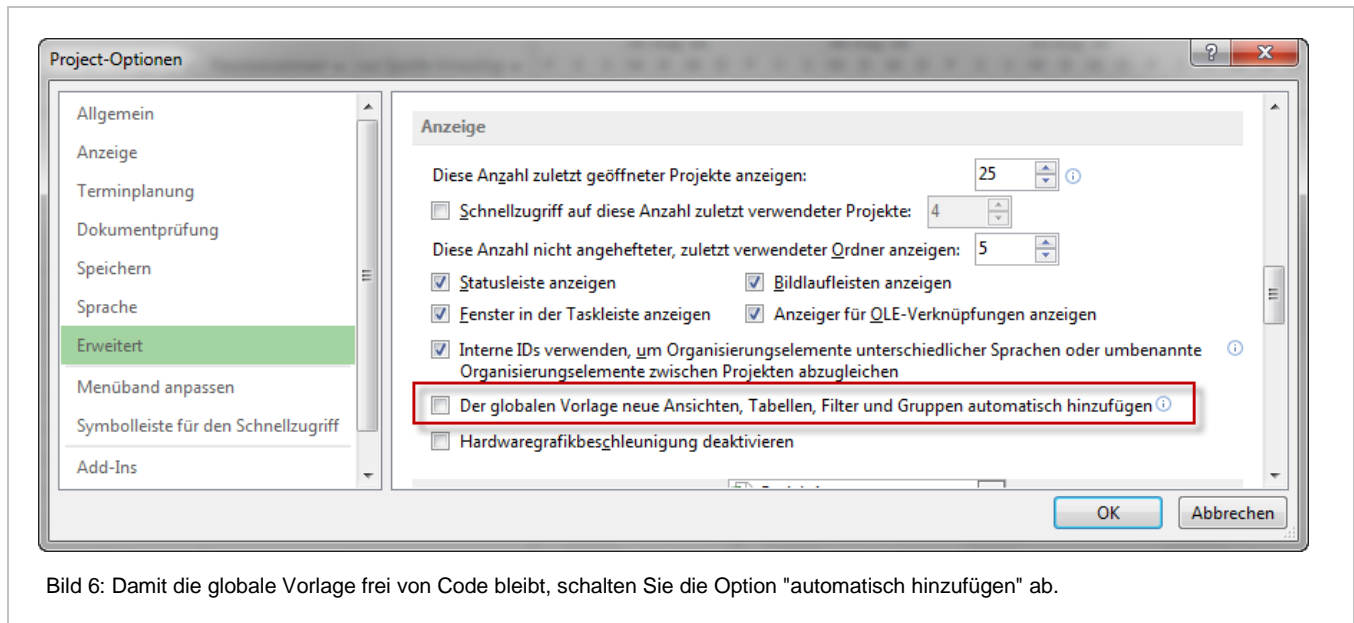 Project-Optionen
Allgemein
Anzeige
Terminplanung
Dokumentprüfung
Speichern
Sprache
Erweitert
Menüband anpassen
Symbolleiste für den Schnellzugriff
Add-Ins
Anzeige
Diese Anzahl zuletzt geöffneter Projekte anzeigen: 25
Schnellzugriff auf diese Anzahl zuletzt verwendeter Projekte: 4
Diese Anzahl nicht angehefteter, zuletzt verwendeter Ordner anzeigen: 5
Statusleiste anzeigen Bildlaufleisten anzeigen
Fenster in der Taskleiste anzeigen Anzeiger für OLE-Verknüpfungen anzeigen
Interne IDs verwenden, um Organisierungselemente unterschiedlicher Sprachen oder umbenannte
Organisierungselemente zwischen Projekten abzugleichen
Der globalen Vorlage neue Ansichten, Tabellen, Filter und Gruppen automatisch hinzufügen
Hardwaregrafikbeschleunigung deaktivieren
OK Abbrechen
Bild 6: Damit die globale Vorlage frei von Code bleibt, schalten Sie die Option "automatisch hinzufügen" ab.